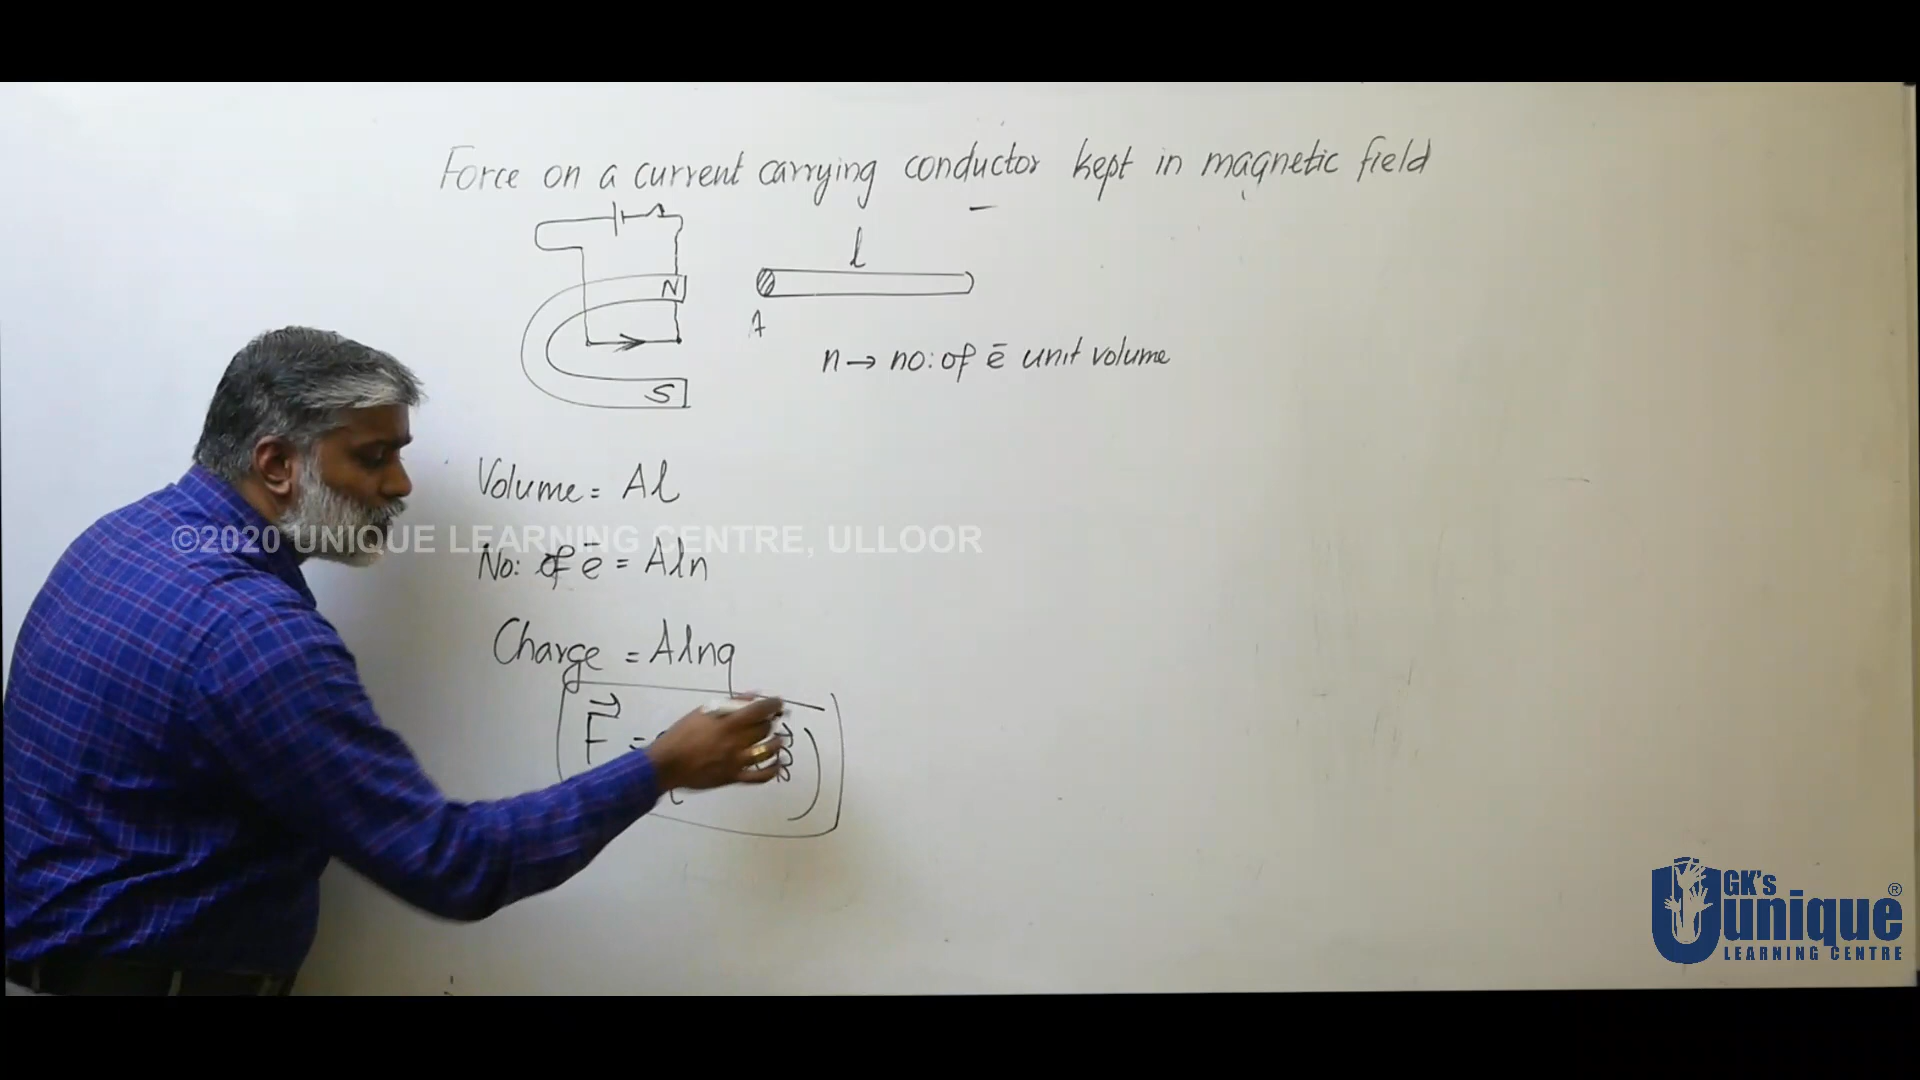 Force on a current carrying conductor kept in magnetic field
l
N
A
n → no: of ē unit volume
S
Volume = Al
©2020 UNIQUE LEARNING CENTRE, ULLOOR
No: of ē = Aln
Charge = Alnq
F =
GK's
unique®
LEARNING CENTRE